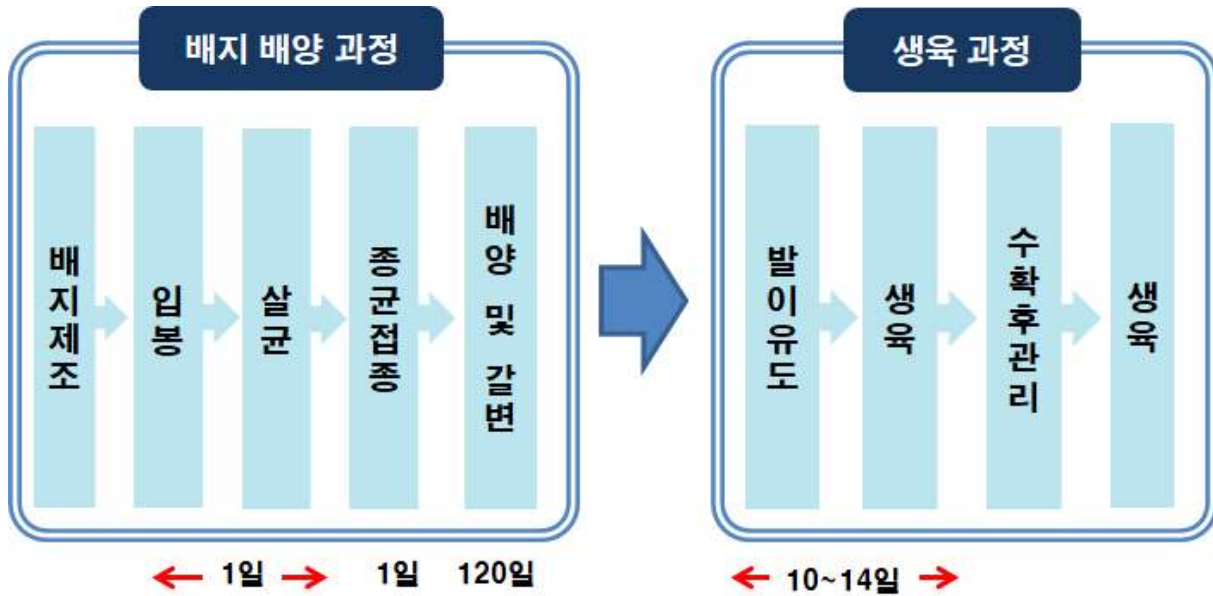 배지 배양 과정
배지제조
입봉
살균
종균접종
배양 및 갈변
1일
1일
120일
생육 과정
발이유도
생육
수확후관리
생육
10~14일